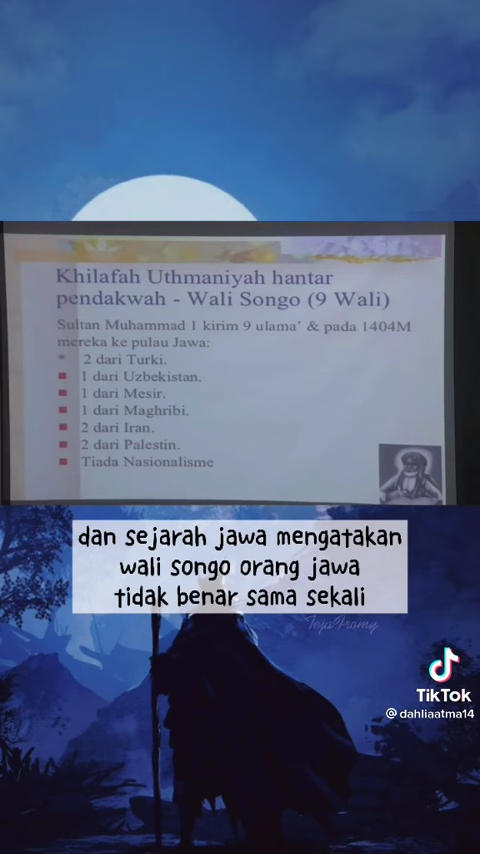 Khilafah Uthmaniyah hantar
pendakwah - Wali Songo (9 Wali)
Sultan Muhammad 1 kirim 9 ulama' & pada 1404M
mereka ke pulau Jawa:
* 2 dari Turki.
■ 1 dari Uzbekistan.
■ 1 dari Mesir.
■ 1 dari Maghribi.
■ 2 dari Iran.
■ 2 dari Palestin.
■ Tiada Nasionalisme
dan sejarah jawa mengatakan
wali songo orang jawa
tidak benar sama sekali
TikTok
@dahliaatma14